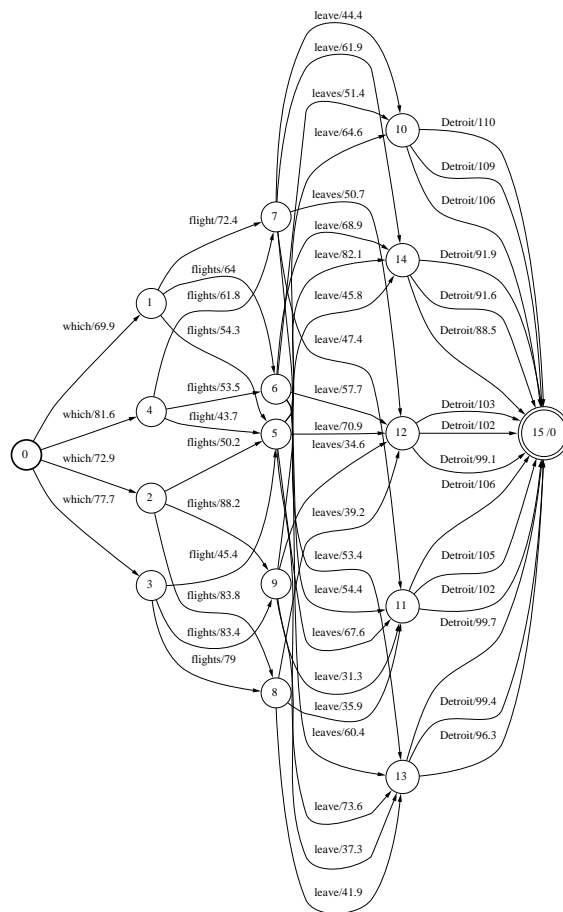 leave/44.4
leave/61.9
leaves/51.4
leave/64.6
10
Detroit/110
Detroit/109
Detroit/106
flight/72.4
7
leaves/50.7
leave/68.9
leave/82.1
leave/45.8
14
Detroit/91.9
Detroit/91.6
Detroit/88.5
flights/64
flights/61.8
1
which/69.9
flights/54.3
leave/47.4
which/81.6
4
flights/53.5
flights/43.7
6
leave/57.7
0
flights/50.2
5
leave/70.9
leaves/34.6
12
Detroit/103
Detroit/102
Detroit/99.1
15 /0
which/72.9
which/77.7
2
flights/88.2
leaves/39.2
Detroit/106
flights/45.4
3
flights/83.8
9
leave/53.4
leave/54.4
11
Detroit/105
Detroit/102
Detroit/99.7
flights/83.4
flights/79
leaves/67.6
leave/31.3
8
leave/35.9
leaves/60.4
Detroit/99.4
Detroit/96.3
13
leave/73.6
leave/37.3
leave/41.9